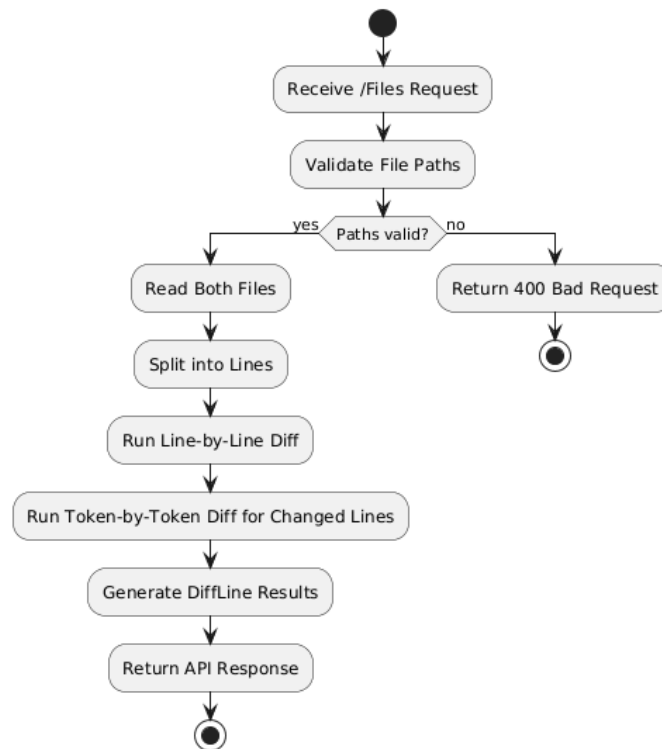 Receive /Files Request
Validate File Paths
yes
Paths valid?
no
Read Both Files
Return 400 Bad Request
Split into Lines
Run Line-by-Line Diff
Run Token-by-Token Diff for Changed Lines
Generate DiffLine Results
Return API Response